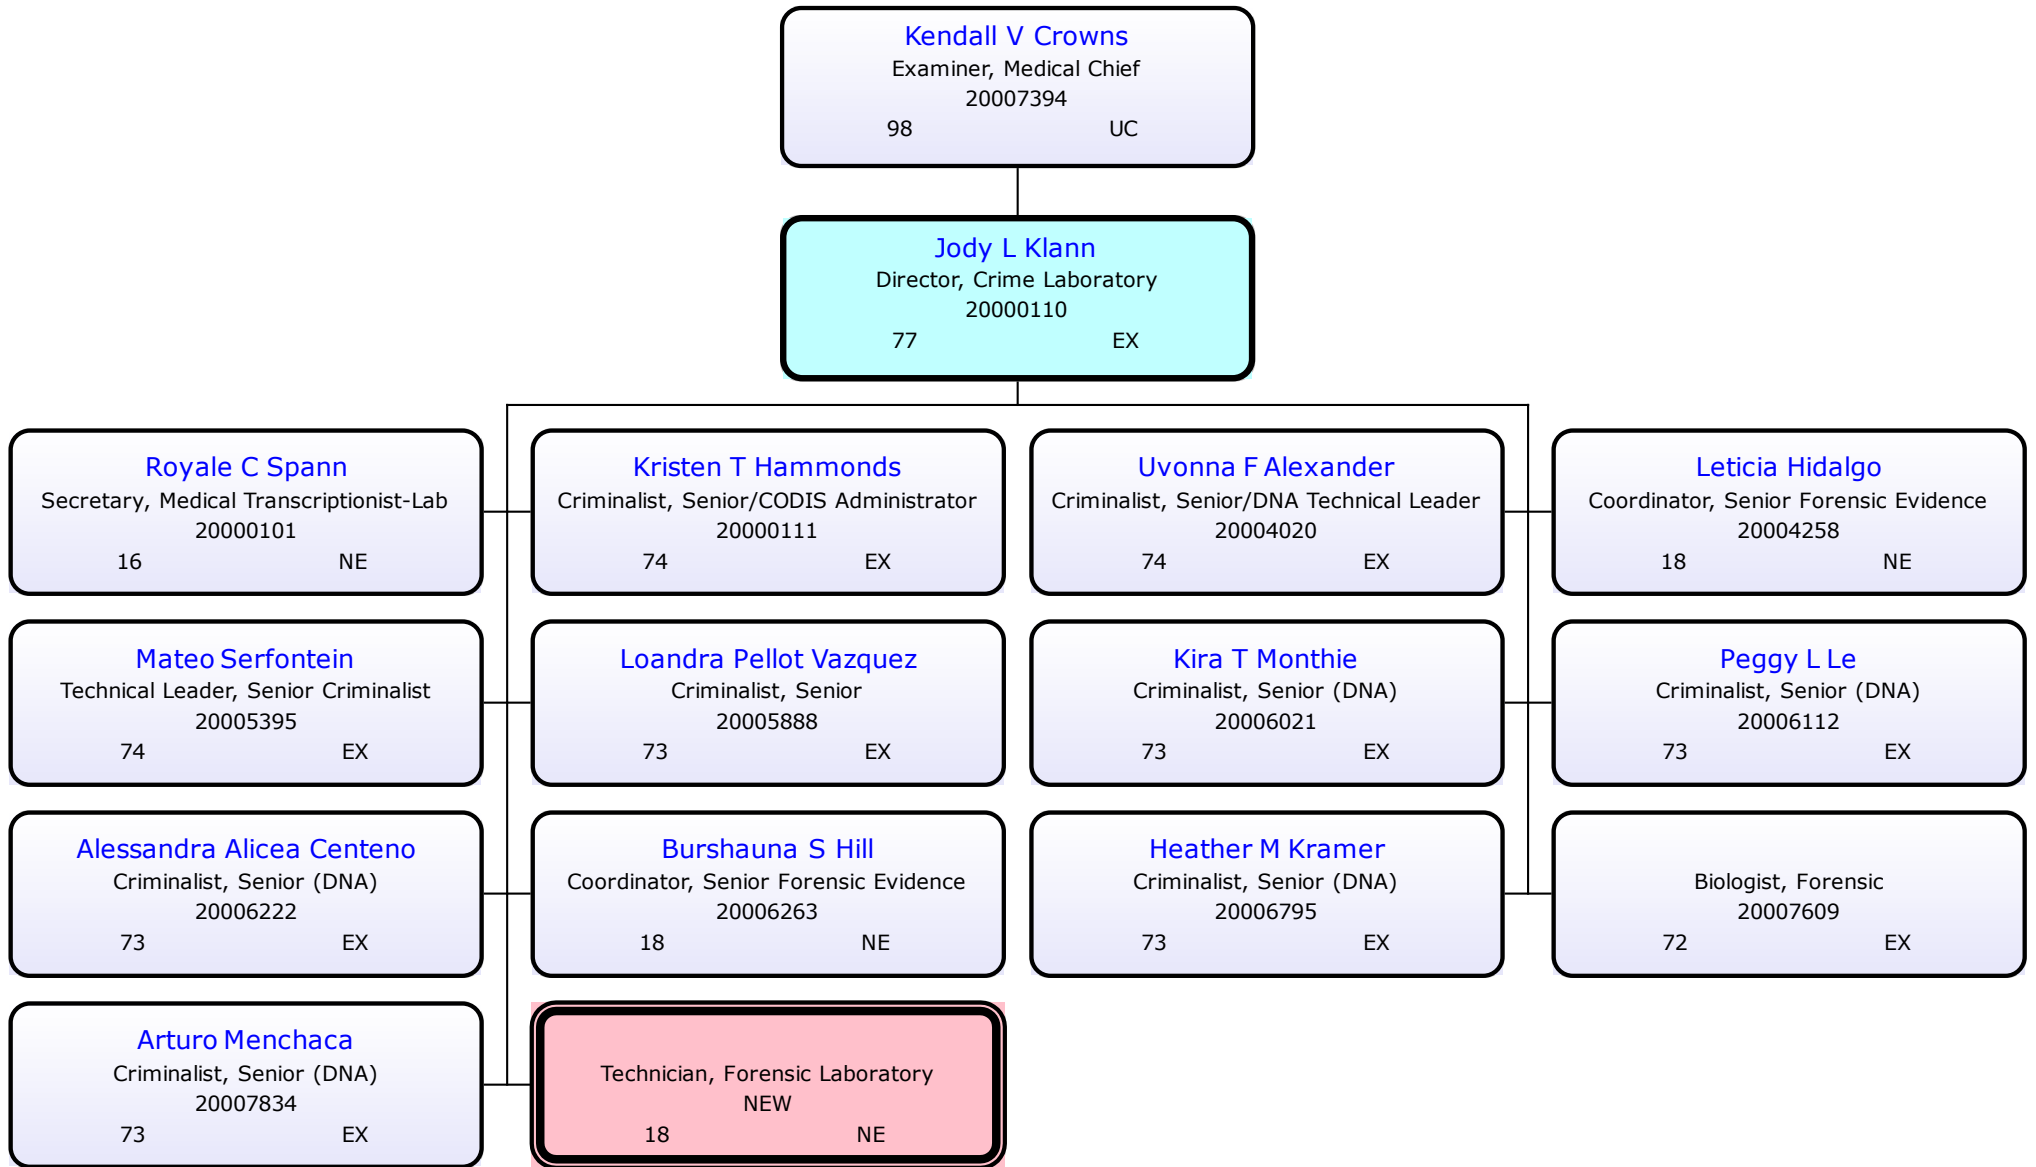 Kendall V Crowns
Examiner, Medical Chief
20007394
98 UC
Jody L Klann
Director, Crime Laboratory
20000110
77 EX
Royale C Spann
Secretary, Medical Transcriptionist-Lab
20000101
16 NE
Kristen T Hammonds
Criminalist, Senior/CODIS Administrator
20000111
74 EX
Uvonna F Alexander
Criminalist, Senior/DNA Technical Leader
20004020
74 EX
Leticia Hidalgo
Coordinator, Senior Forensic Evidence
20004258
18 NE
Mateo Serfontein
Technical Leader, Senior Criminalist
20005395
74 EX
Loandra Pellot Vazquez
Criminalist, Senior
20005888
73 EX
Kira T Monthie
Criminalist, Senior (DNA)
20006021
73 EX
Peggy L Le
Criminalist, Senior (DNA)
20006112
73 EX
Alessandra Alicea Centeno
Criminalist, Senior (DNA)
20006222
73 EX
Burshauna S Hill
Coordinator, Senior Forensic Evidence
20006263
18 NE
Heather M Kramer
Criminalist, Senior (DNA)
20006795
73 EX
Biologist, Forensic
20007609
72 EX
Arturo Menchaca
Criminalist, Senior (DNA)
20007834
73 EX
Technician, Forensic Laboratory
NEW
18 NE